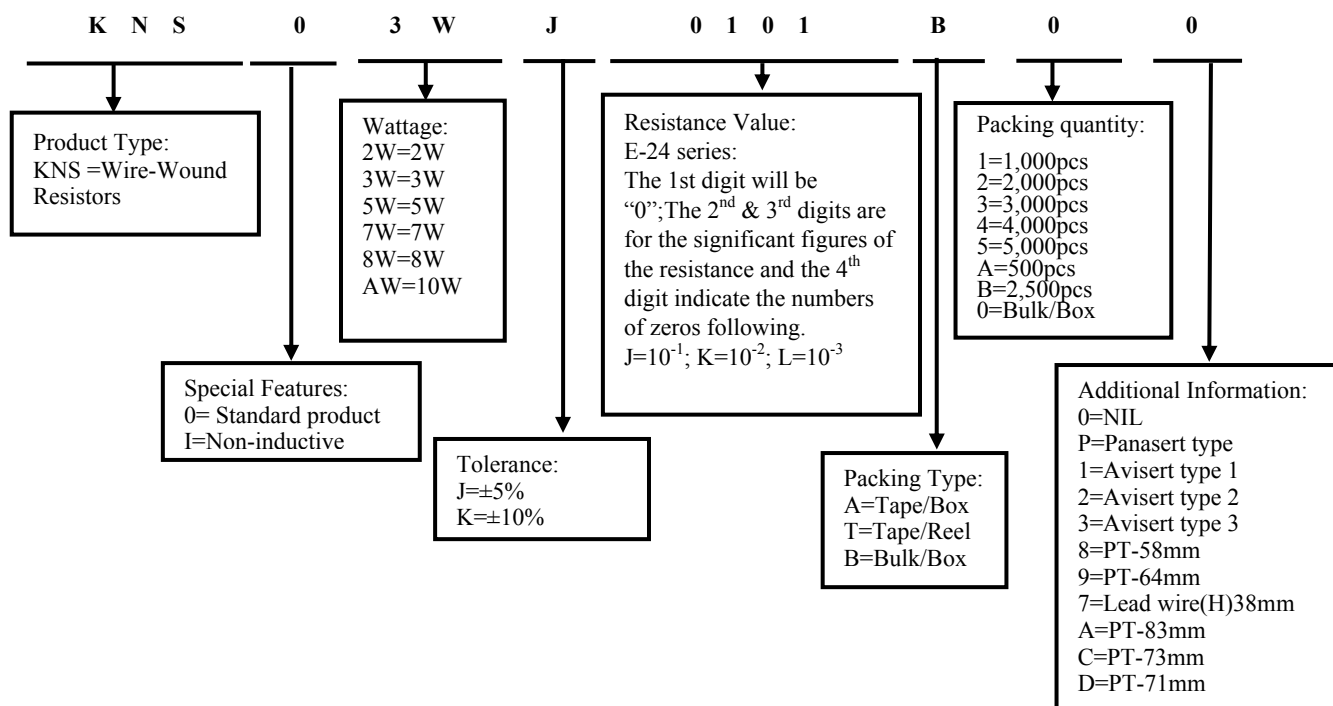 K N S 0 3 W J 0 1 0 1 B 0 0
Product Type:
KNS =Wire-Wound
Resistors
Wattage:
2W=2W
3W=3W
5W=5W
7W=7W
8W=8W
AW=10W
Resistance Value:
E-24 series:
The 1st digit will be
“0”;The 2nd & 3rd digits are
for the significant figures of
the resistance and the 4th
digit indicate the numbers
of zeros following.
J=10-1; K=10-2; L=10-3
Packing quantity:
1=1,000pcs
2=2,000pcs
3=3,000pcs
4=4,000pcs
5=5,000pcs
A=500pcs
B=2,500pcs
0=Bulk/Box
Special Features:
0= Standard product
I=Non-inductive
Tolerance:
J=±5%
K=±10%
Packing Type:
A=Tape/Box
T=Tape/Reel
B=Bulk/Box
Additional Information:
0=NIL
P=Panasert type
1=Avisert type 1
2=Avisert type 2
3=Avisert type 3
8=PT-58mm
9=PT-64mm
7=Lead wire(H)38mm
A=PT-83mm
C=PT-73mm
D=PT-71mm